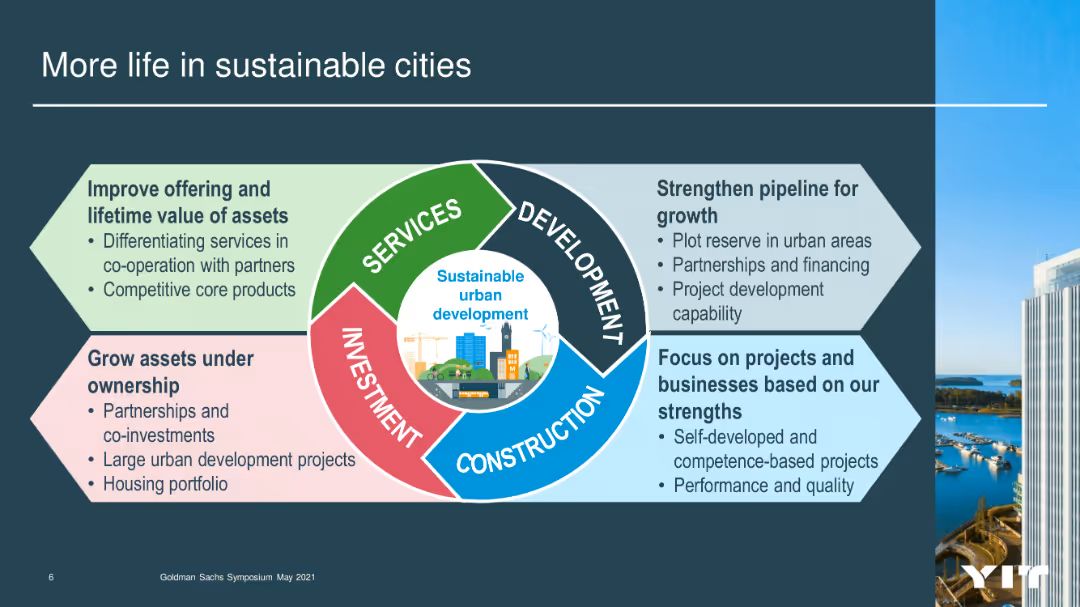 More life in sustainable cities
Improve offering and
lifetime value of assets
• Differentiating services in
co-operation with partners
• Competitive core products
Strengthen pipeline for
growth
• Plot reserve in urban areas
• Partnerships and financing
• Project development
capability
SERVICES
DEVELOPMENT
Sustainable
urban
development
INVESTMENT
CONSTRUCTION
Grow assets under
ownership
• Partnerships and
co-investments
• Large urban development projects
• Housing portfolio
Focus on projects and
businesses based on our
strengths
• Self-developed and
competence-based projects
• Performance and quality
6
Goldman Sachs Symposium May 2021
YIT